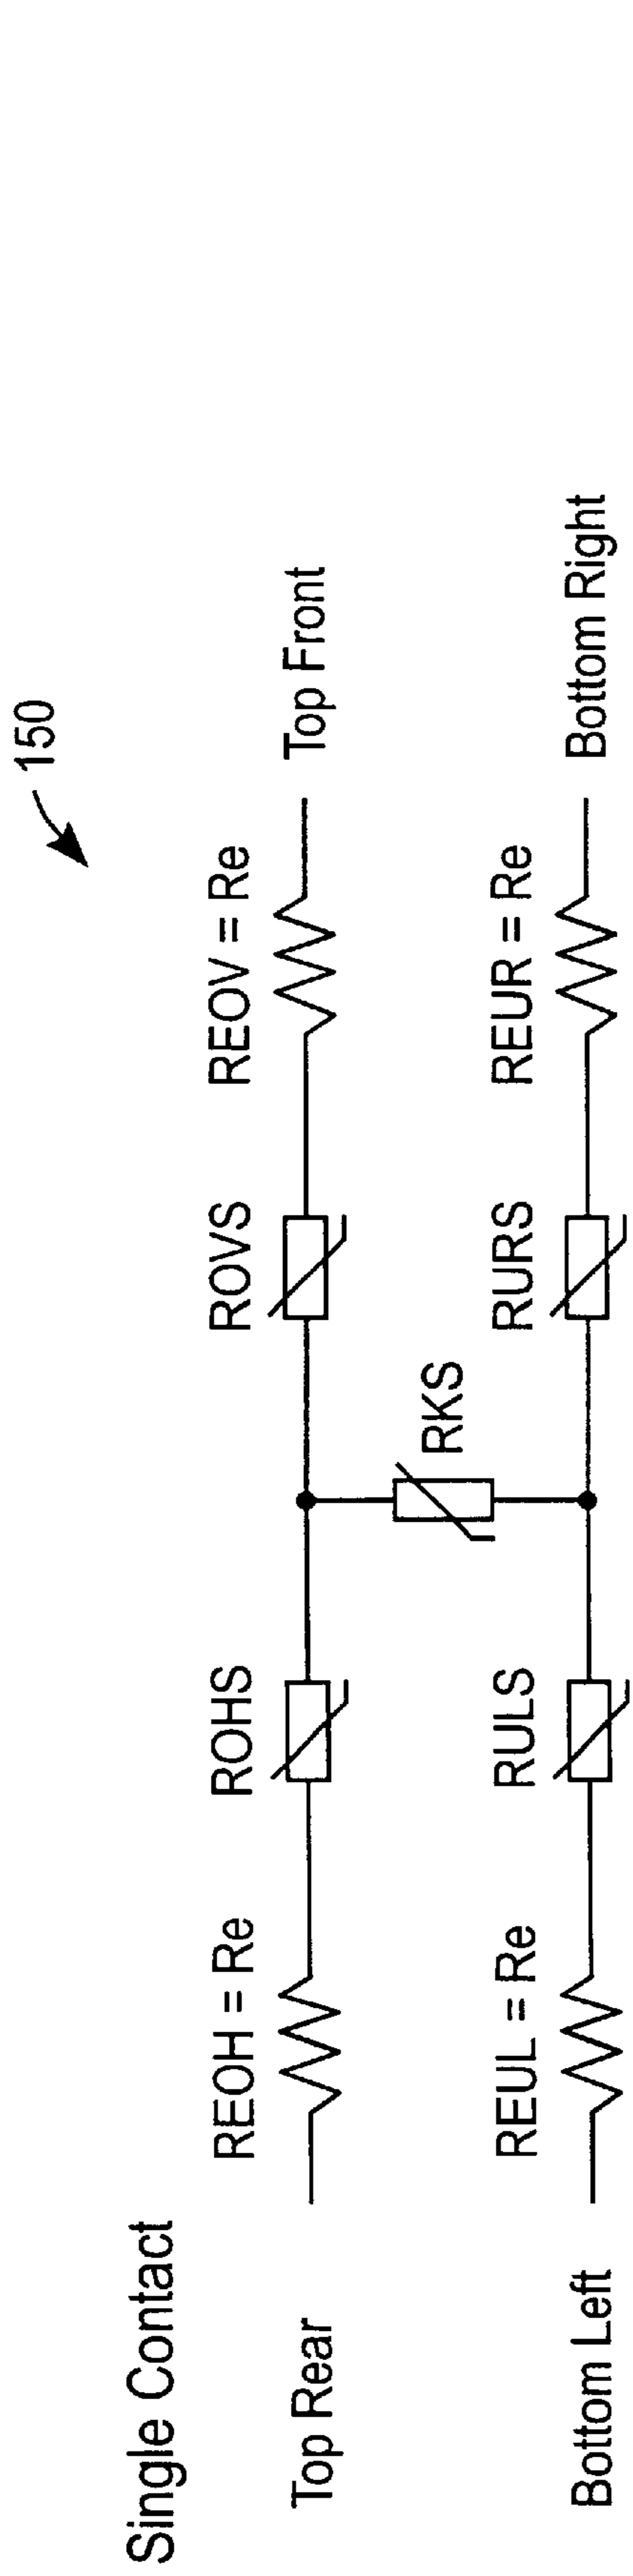 150
Single Contact
REOH = Re
ROHS
ROVS
REOV = Re
Top Rear
Top Front
RKS
REUL = Re
RULS
RURS
REUR = Re
Bottom Left
Bottom Right